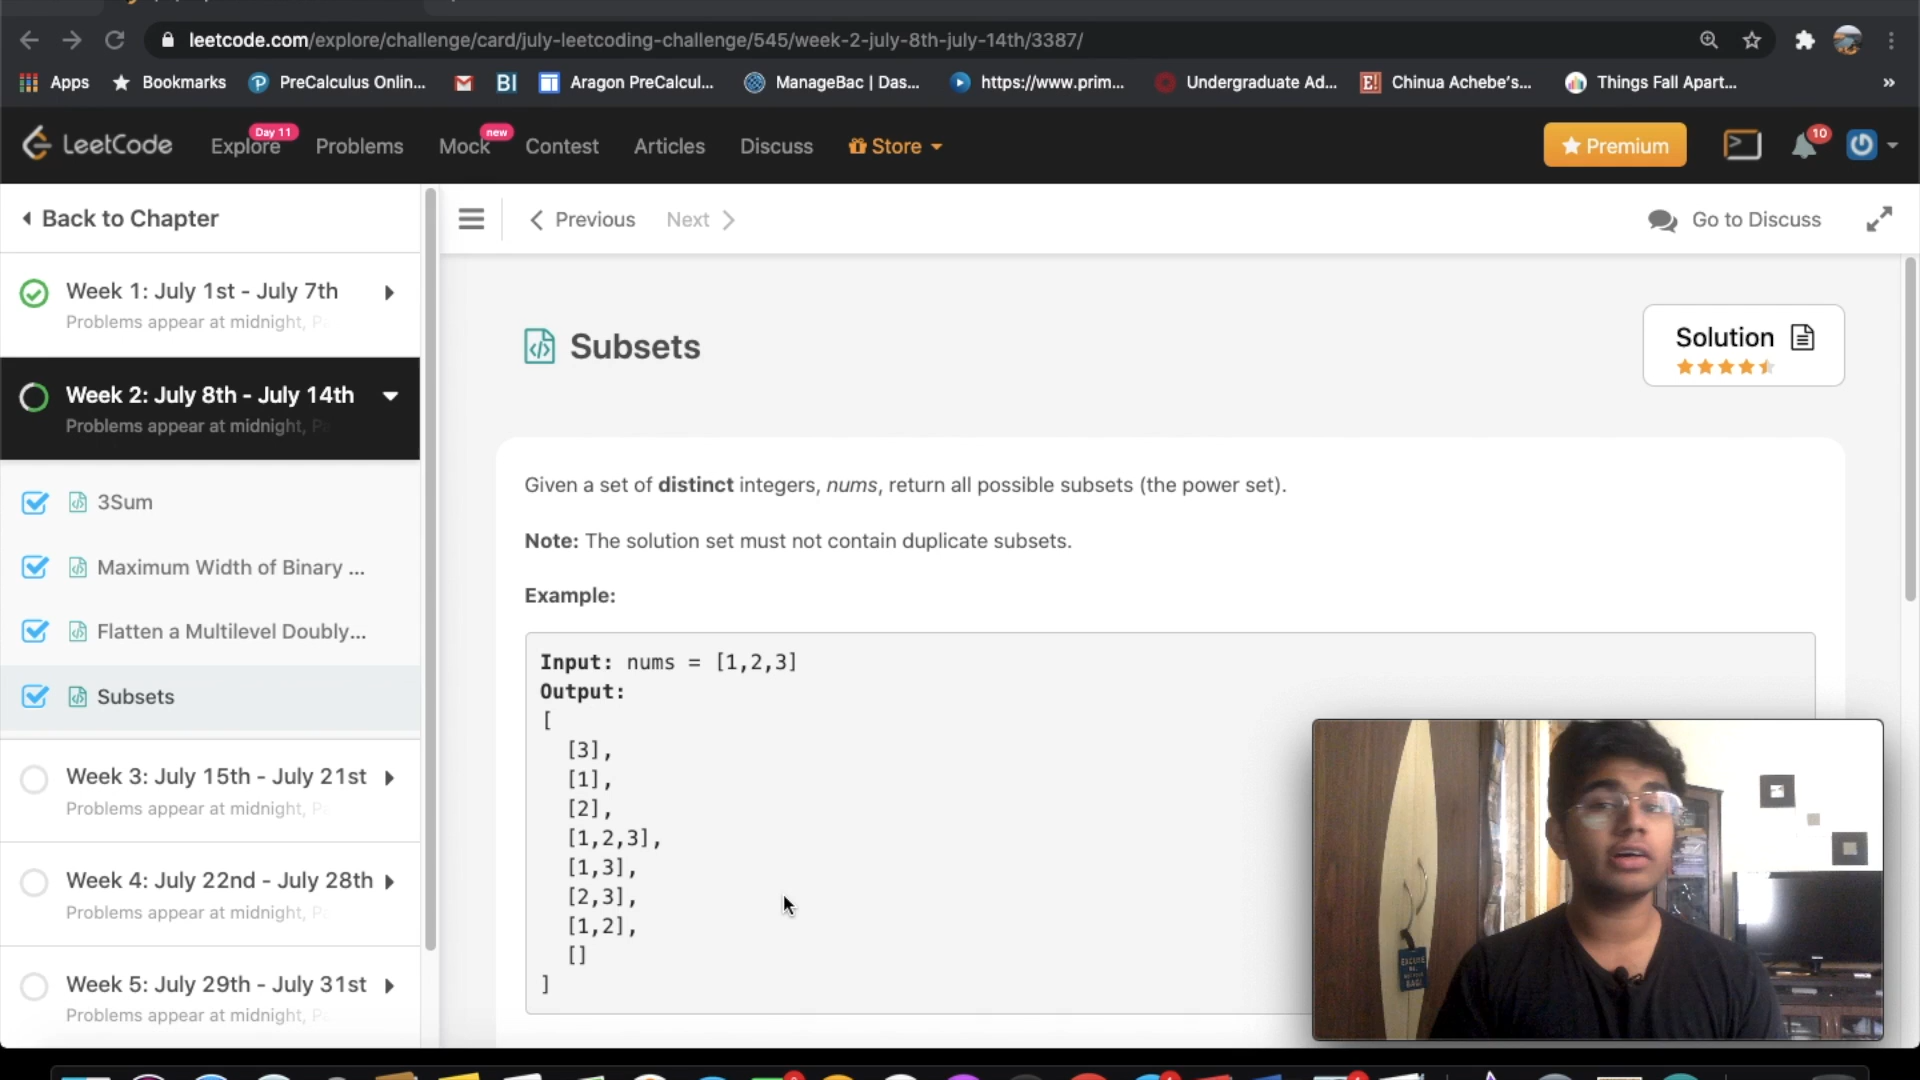 leetcode.com/explore/challenge/card/july-leetcoding-challenge/545/week-2-july-8th-july-14th/3387/
Apps Bookmarks PreCalculus Onlin... BI Aragon PreCalcul... ManageBac | Das... https://www.prim... Undergraduate Ad... E! Chinua Achebe's... Things Fall Apart... »
LeetCode Explore Day 11 Problems Mock new Contest Articles Discuss Store Premium 10
Back to Chapter
Previous Next Go to Discuss
Week 1: July 1st - July 7th
Problems appear at midnight,
Week 2: July 8th - July 14th
Problems appear at midnight,
3Sum
Maximum Width of Binary ...
Flatten a Multilevel Doubly...
Subsets
Week 3: July 15th - July 21st
Problems appear at midnight,
Week 4: July 22nd - July 28th
Problems appear at midnight,
Week 5: July 29th - July 31st
Problems appear at midnight,
Subsets
Solution
Given a set of distinct integers, nums, return all possible subsets (the power set).
Note: The solution set must not contain duplicate subsets.
Example:
Input: nums = [1,2,3]
Output:
[
[3],
[1],
[2],
[1,2,3],
[1,3],
[2,3],
[1,2],
[]
]